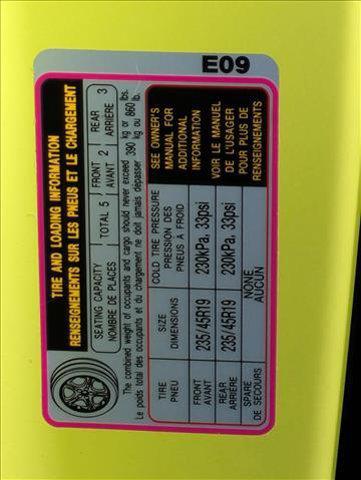 E09
TIRE AND LOADING INFORMATION
RENSEIGNEMENTS SUR LES PNEUS ET LE CHARGEMENT
SEATING CAPACITY
NOMBRE DE PLACES
TOTAL 5
FRONT
AVANT 2
REAR
ARRIÈRE 3
The combined weight of occupants and cargo should never exceed 390 kg or 860 lbs.
Le poids total des occupants et du chargement ne doit jamais dépasser 390 kg ou 860 lb.
TIRE
PNEU
SIZE
DIMENSIONS
COLD TIRE PRESSURE
PRESSION DES
PNEUS À FROID
SEE OWNER'S
MANUAL FOR
ADDITIONAL
INFORMATION
VOIR LE MANUEL
DE L'USAGER
POUR PLUS DE
RENSEIGNEMENTS
FRONT
AVANT
235/45R19
230kPa, 33psi
REAR
ARRIÈRE
235/45R19
230kPa, 33psi
SPARE
DE SECOURS
NONE
AUCUN